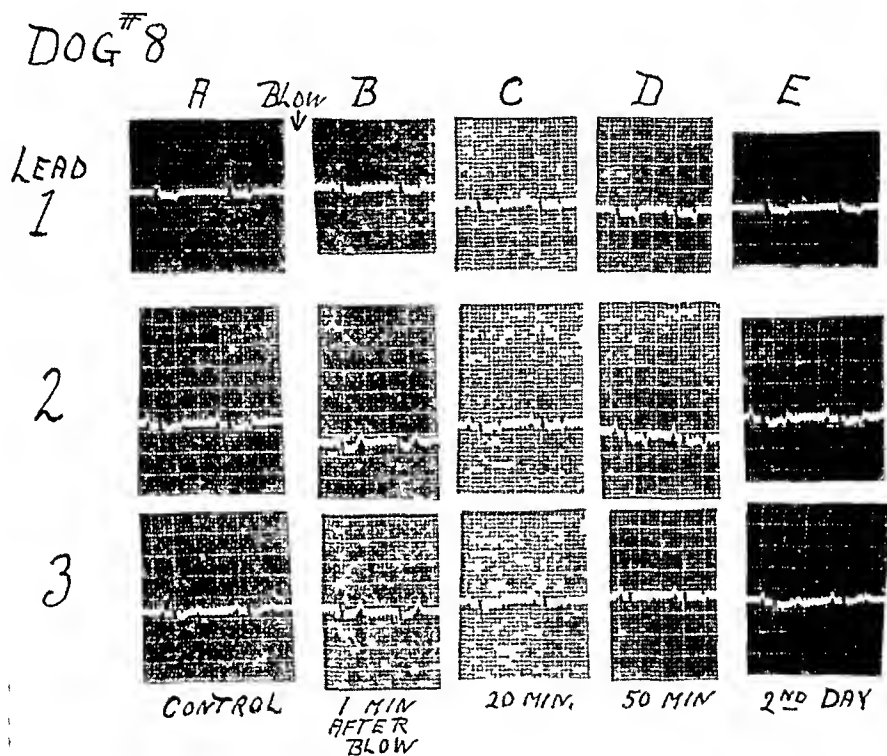 DOG #8
A BLOW B C D E
LEAD
1
2
3
CONTROL 1 MIN AFTER BLOW 20 MIN. 50 MIN 2ND DAY